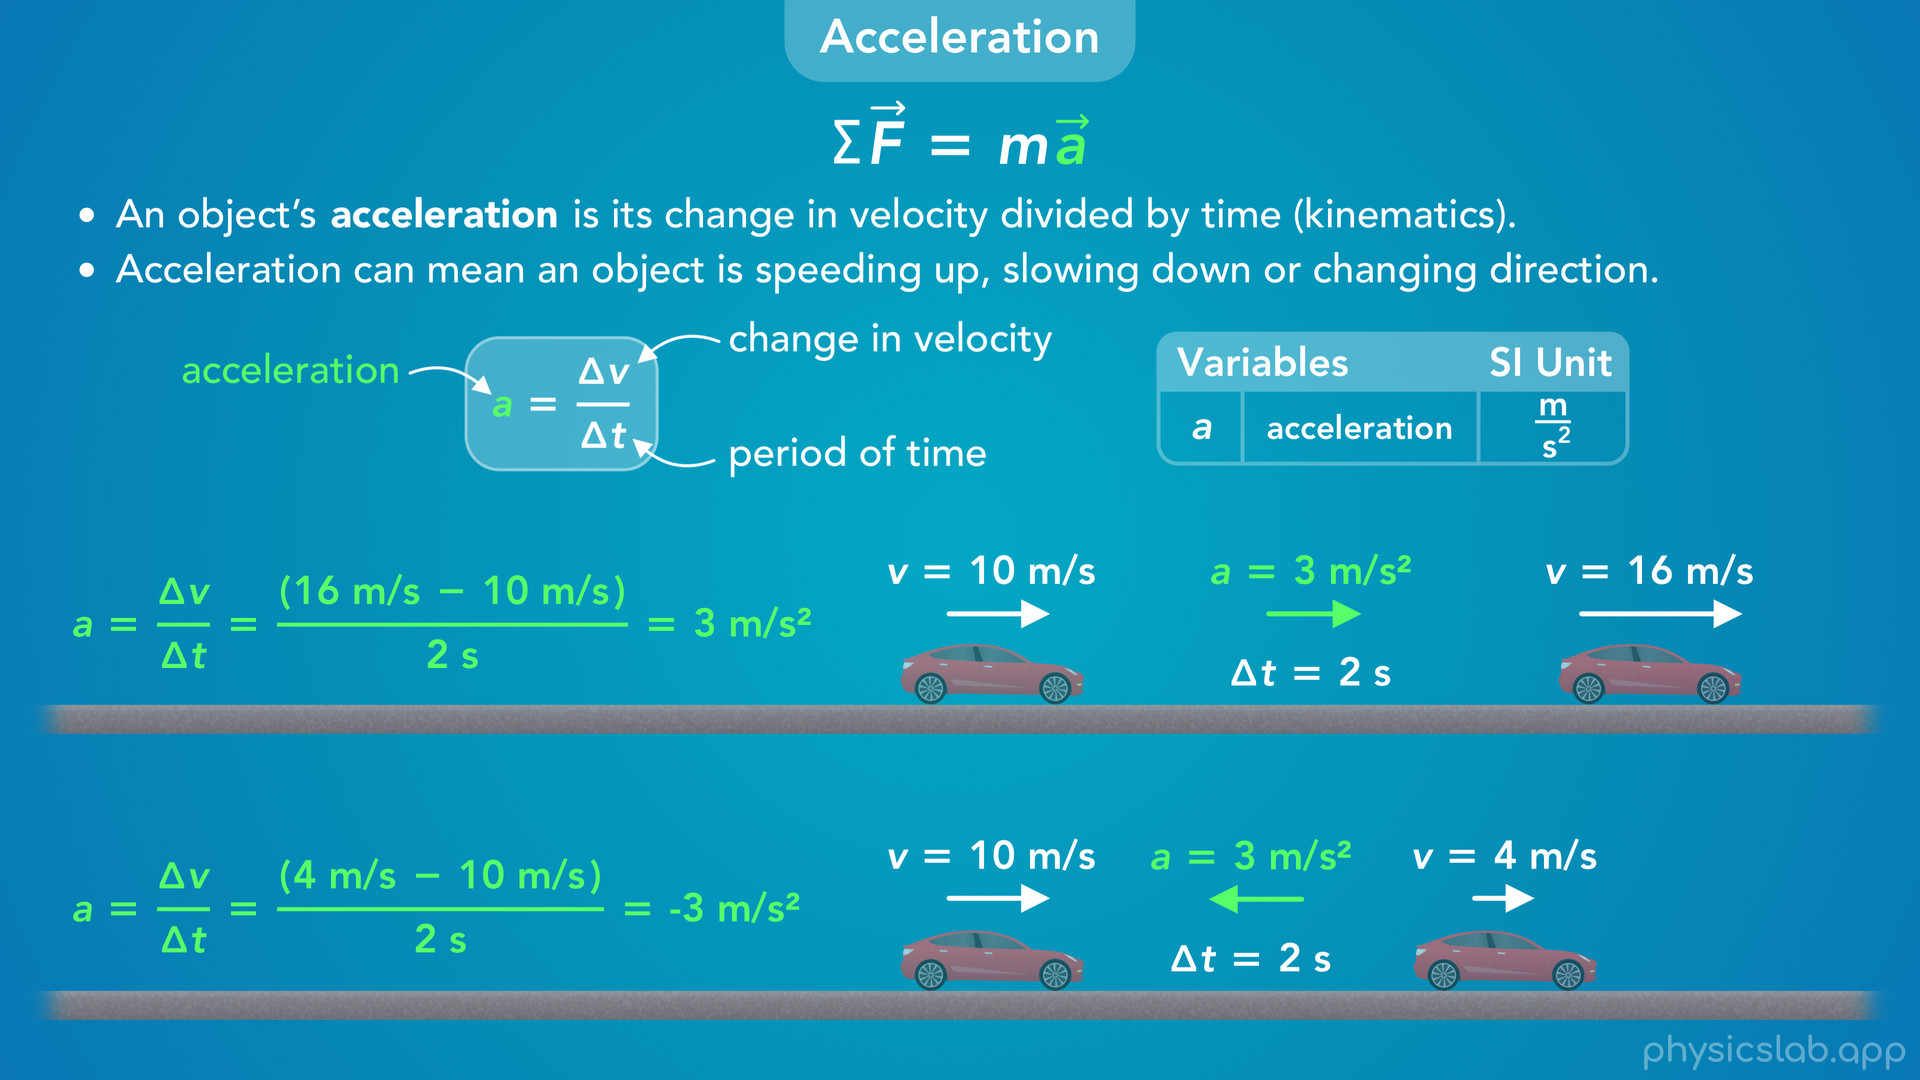 Acceleration
ΣF⃗ = ma⃗
• An object’s acceleration is its change in velocity divided by time (kinematics).
• Acceleration can mean an object is speeding up, slowing down or changing direction.
acceleration
a = Δv / Δt
change in velocity
period of time
Variables SI Unit
a acceleration m/s²
a = Δv / Δt = (16 m/s − 10 m/s) / 2 s = 3 m/s²
v = 10 m/s a = 3 m/s² v = 16 m/s
Δt = 2 s
a = Δv / Δt = (4 m/s − 10 m/s) / 2 s = -3 m/s²
v = 10 m/s a = 3 m/s² v = 4 m/s
Δt = 2 s
physicslab.app